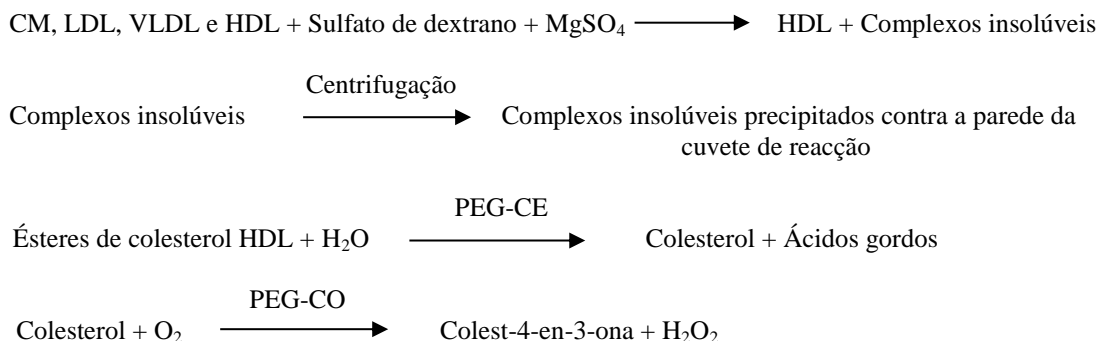 CM, LDL, VLDL e HDL + Sulfato de dextrano + MgSO₄ HDL + Complexos insolúveis
Centrifugação
Complexos insolúveis Complexos insolúveis precipitados contra a parede da
cuvete de reacção
PEG-CE
Ésteres de colesterol HDL + H₂O Colesterol + Ácidos gordos
PEG-CO
Colesterol + O₂ Colest-4-en-3-ona + H₂O₂